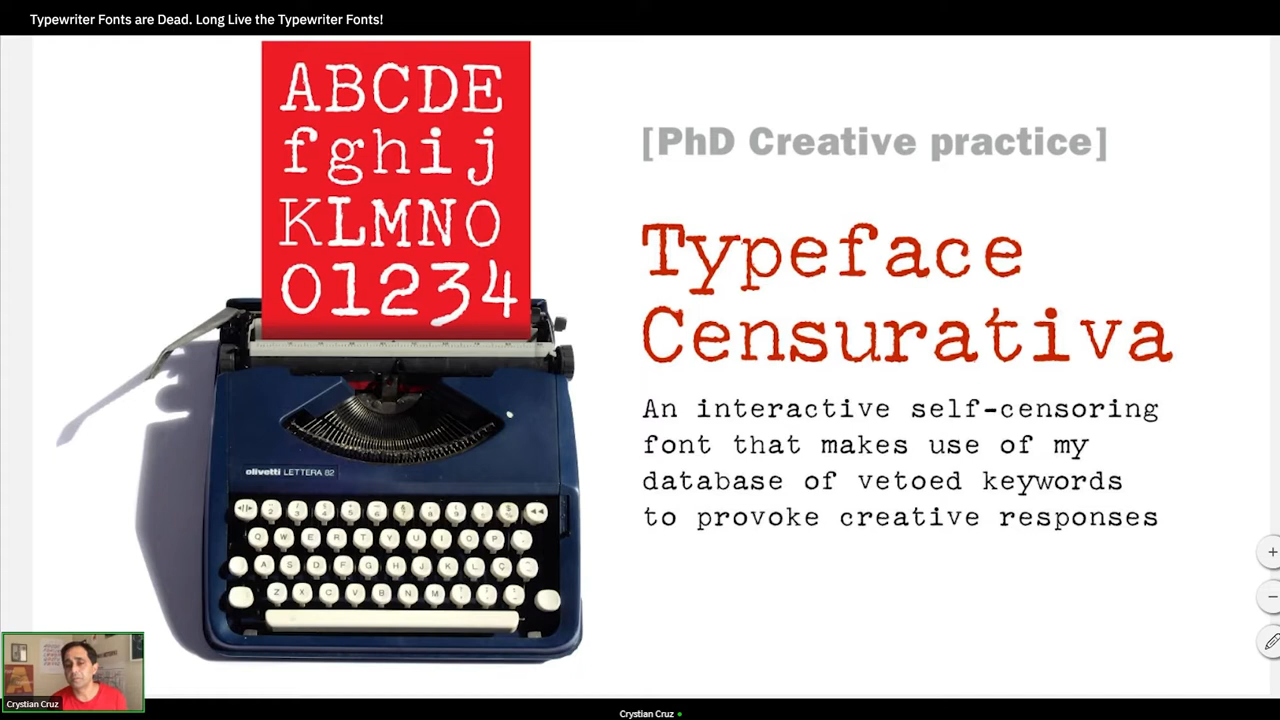 Typewriter Fonts are Dead. Long Live the Typewriter Fonts!
ABCDE
fghij
KLMNO
01234
[PhD Creative practice]
Typeface
Censurativa
An interactive self-censoring
font that makes use of my
database of vetoed keywords
to provoke creative responses
olivetti LETTERA 82
Q W E R T Y U I O P
A S D F G H J K L Ç
Z X C V B N M
Crystian Cruz
Crystian Cruz